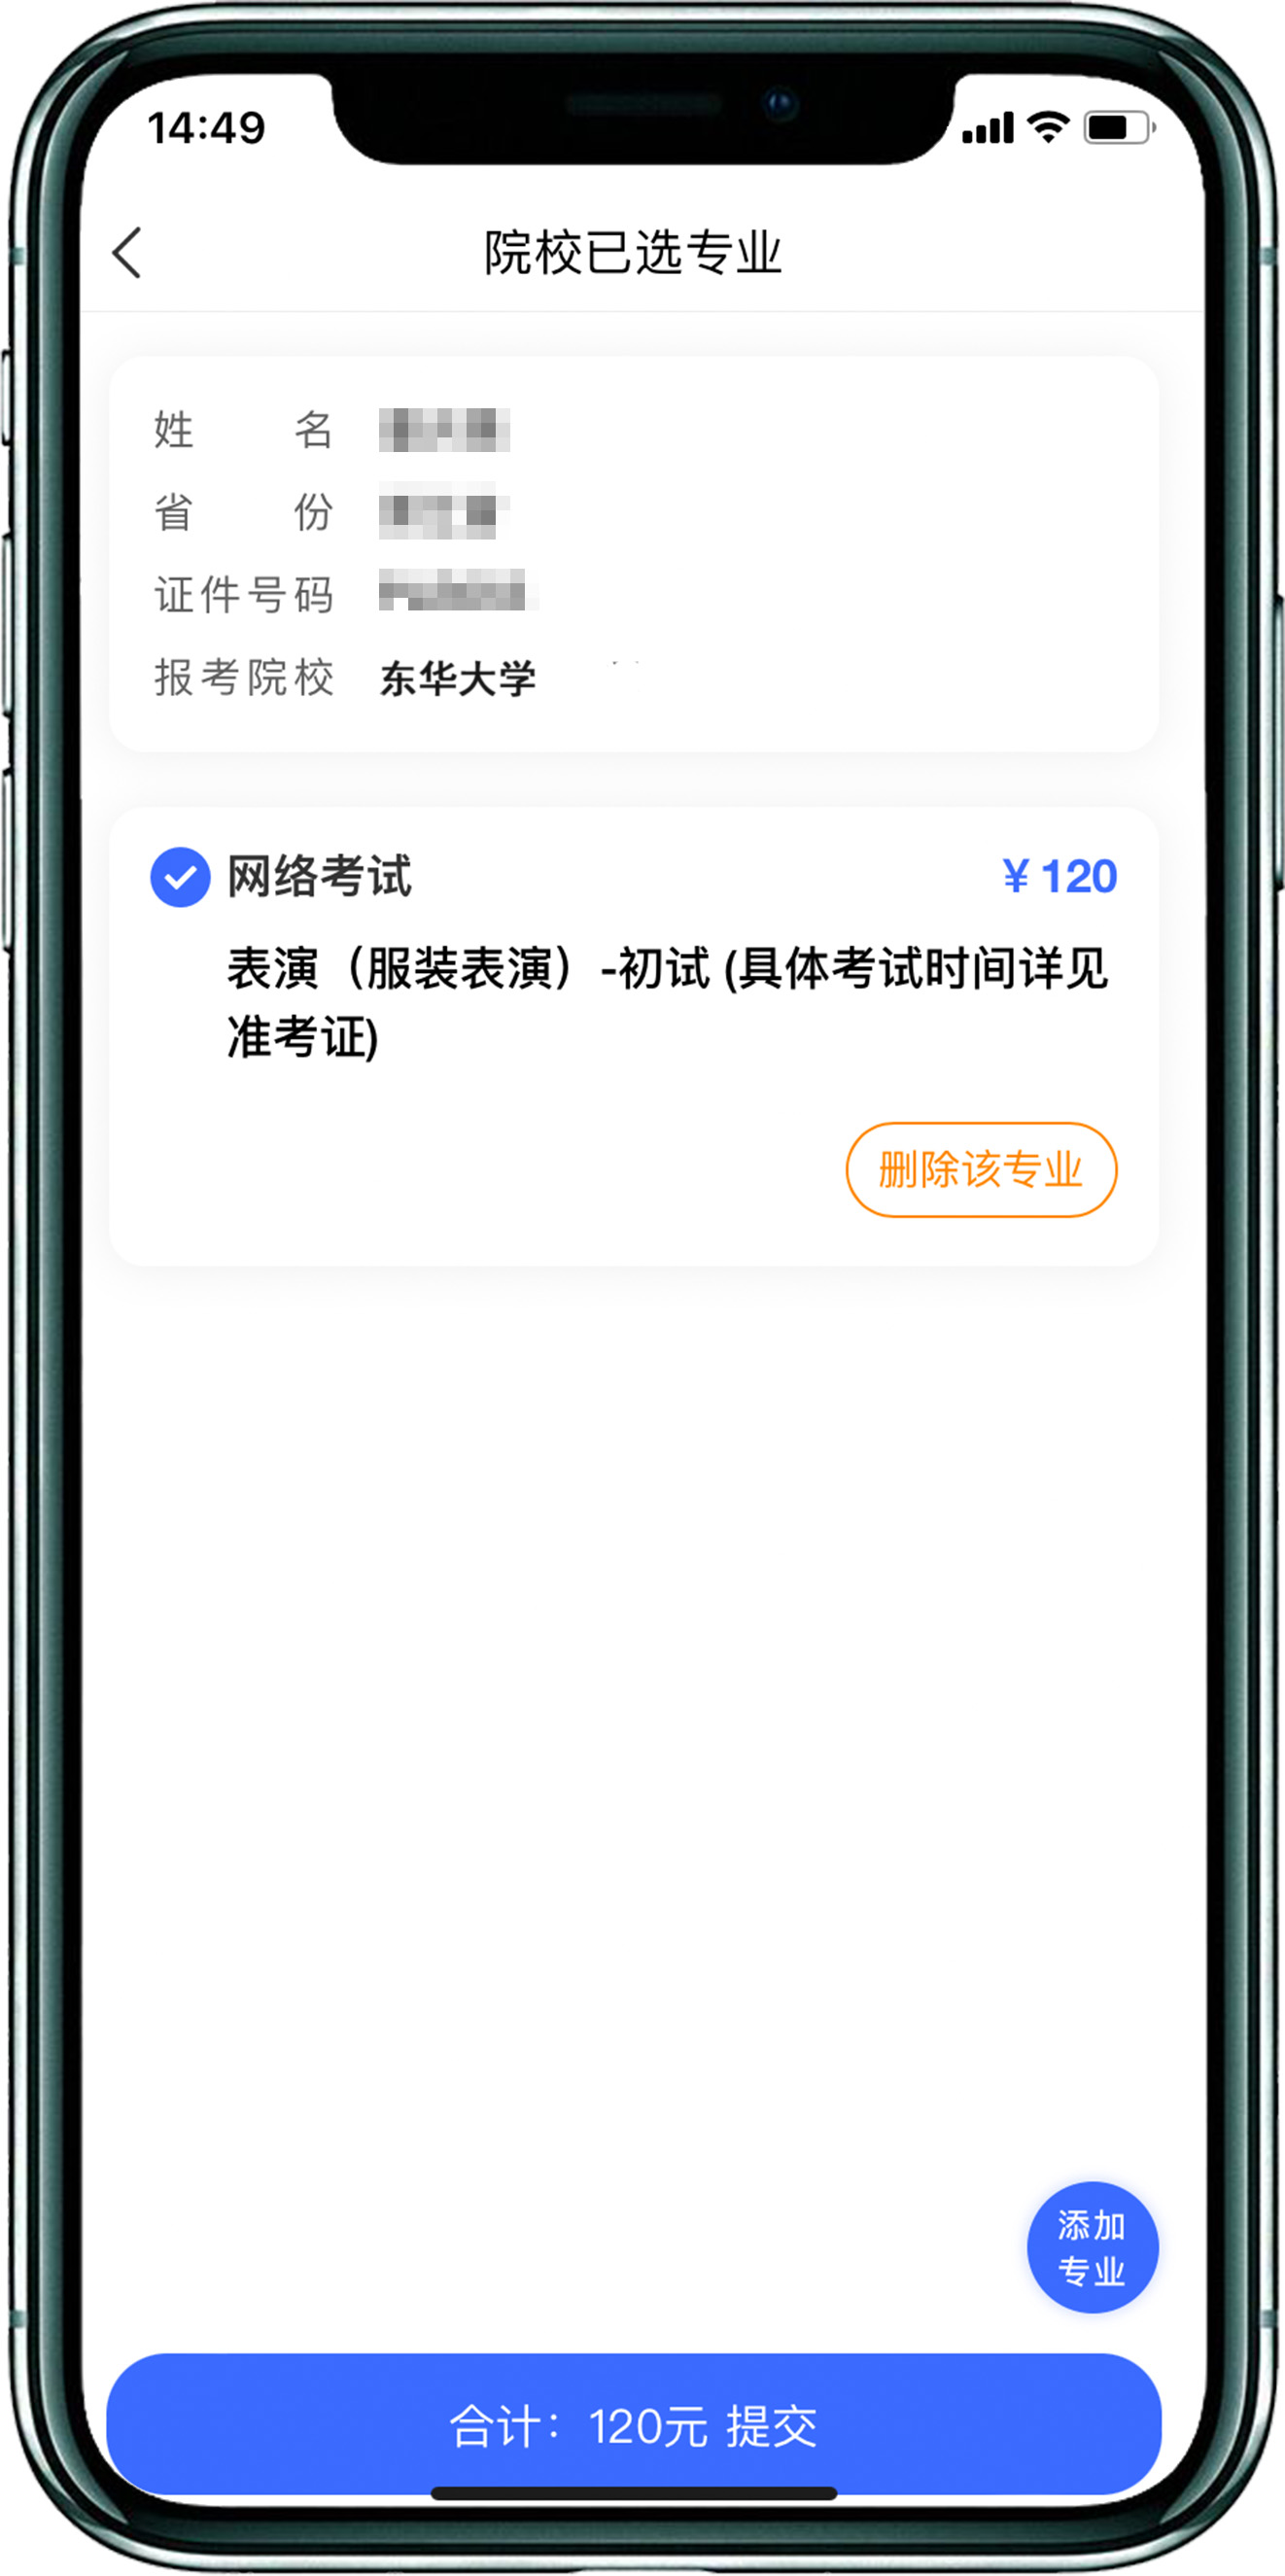 14:49
院校已选专业
姓名
省份
证件号码
报考院校 东华大学
网络考试 ¥ 120
表演（服装表演）-初试 (具体考试时间详见
准考证)
删除该专业
添加
专业
合计：120元 提交